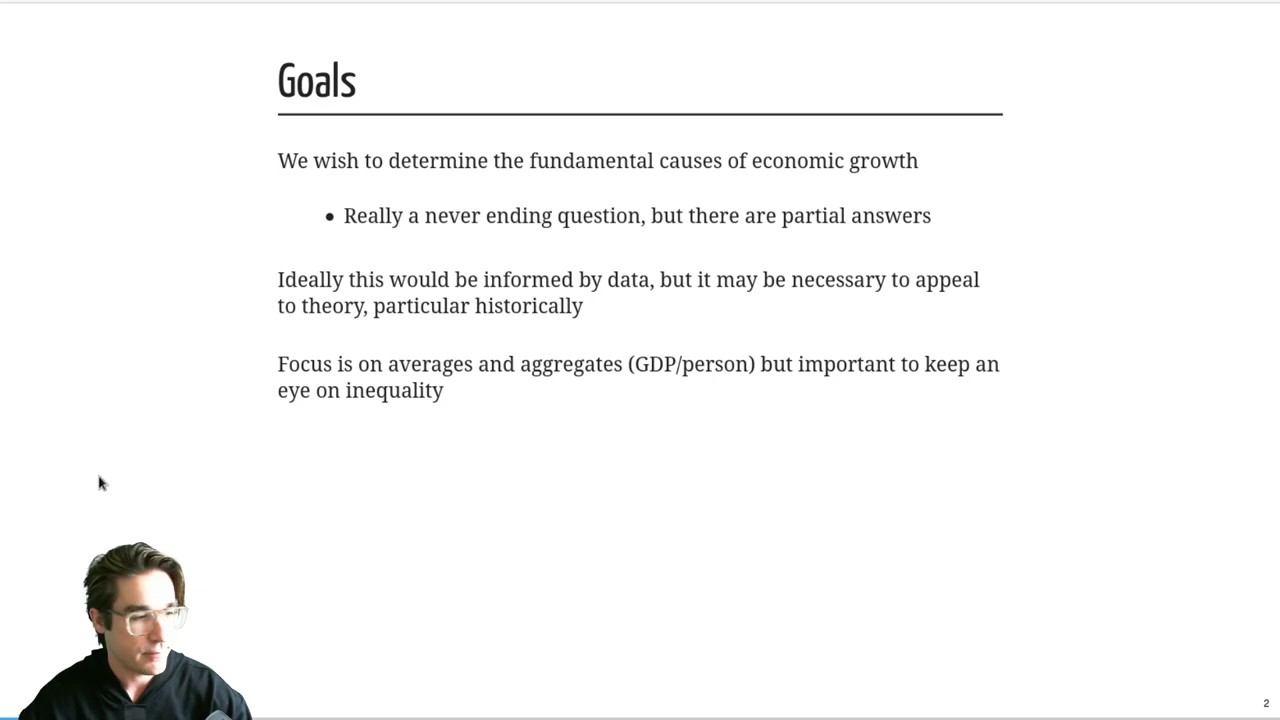 Goals
We wish to determine the fundamental causes of economic growth
• Really a never ending question, but there are partial answers
Ideally this would be informed by data, but it may be necessary to appeal
to theory, particular historically
Focus is on averages and aggregates (GDP/person) but important to keep an
eye on inequality
2